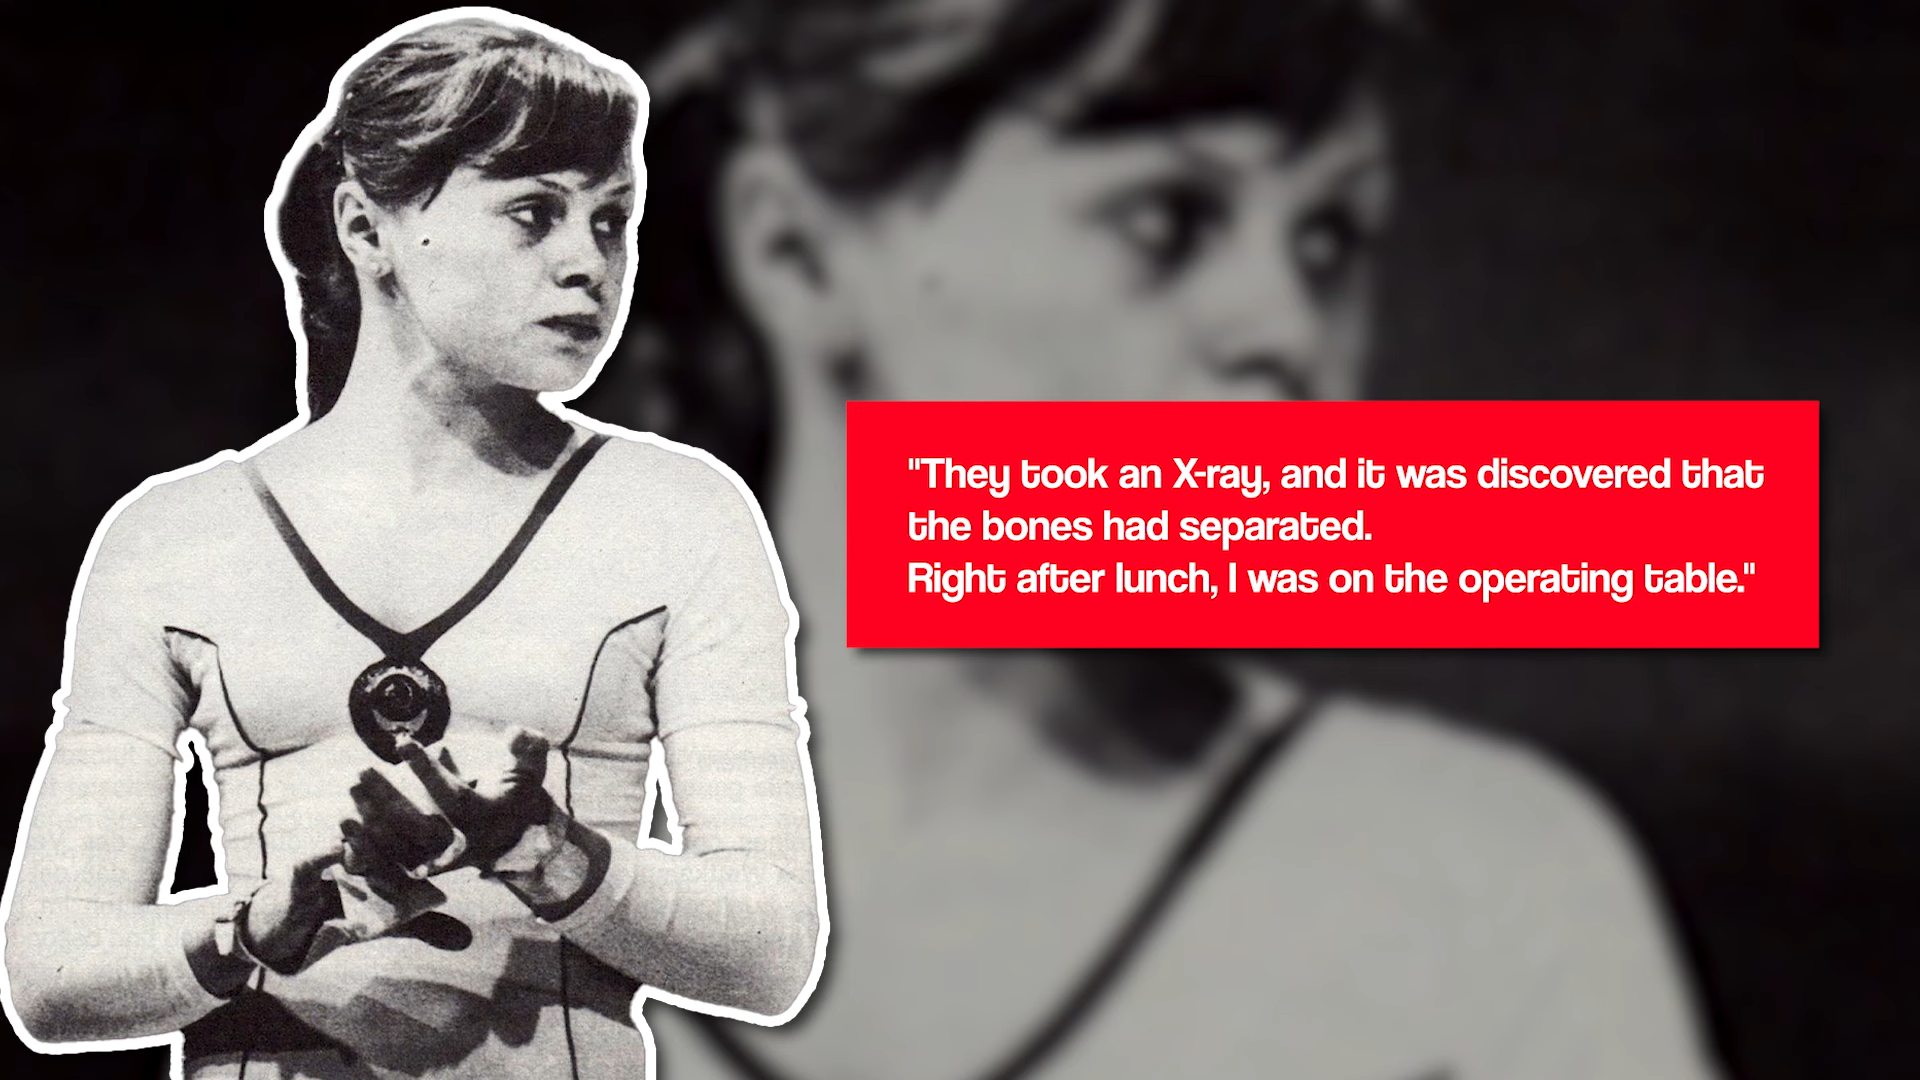 "They took an X-ray, and it was discovered that
the bones had separated.
Right after lunch, I was on the operating table."